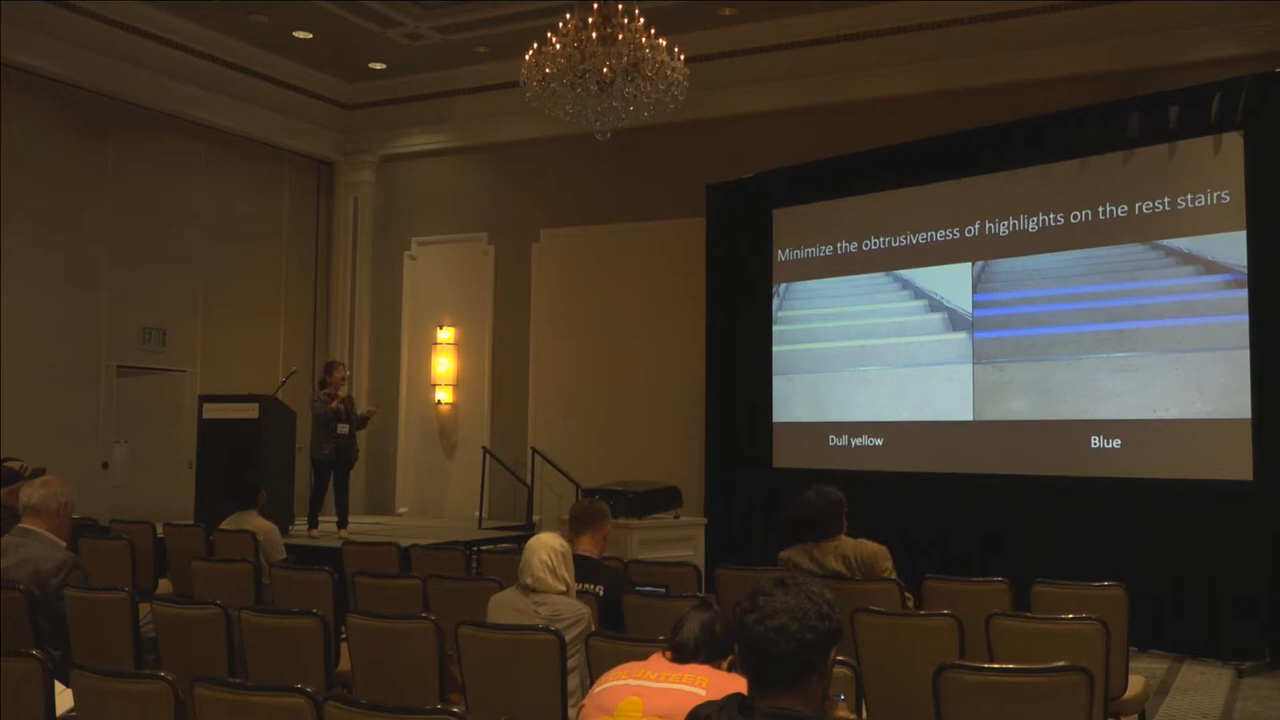 Minimize the obtrusiveness of highlights on the rest stairs
Dull yellow
Blue
EXIT
VOLUNTEER